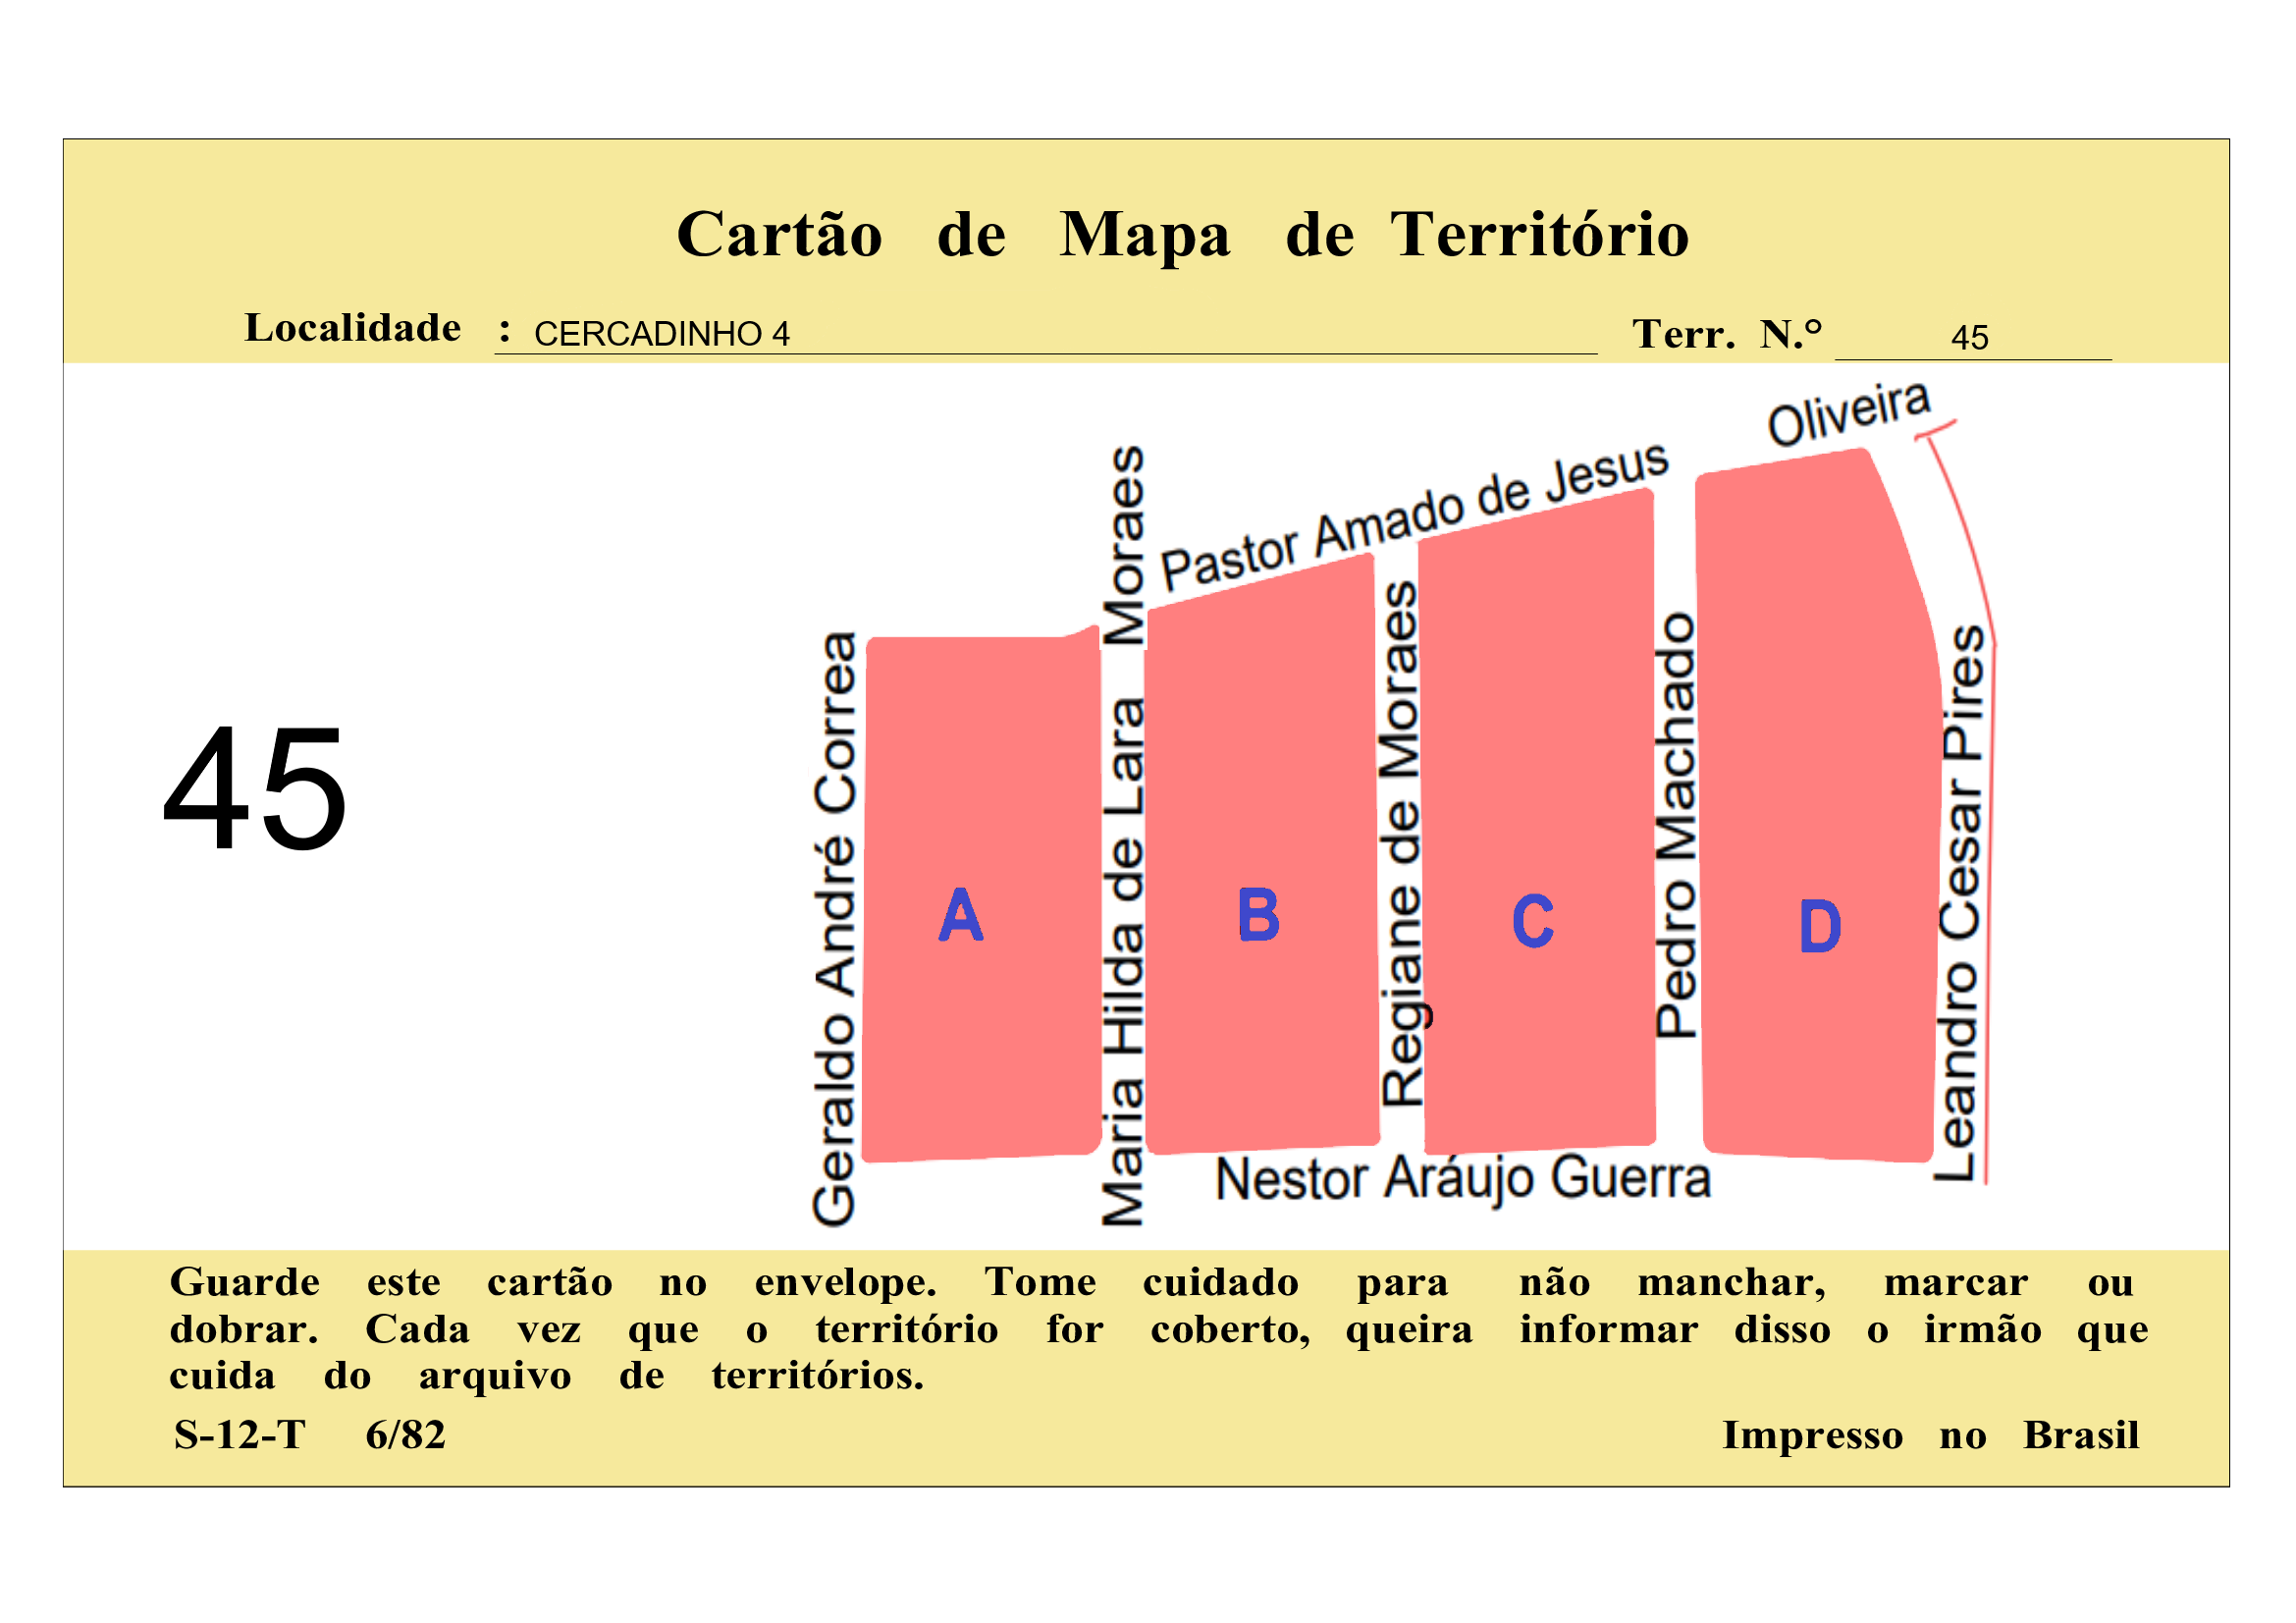 Cartão de Mapa de Território
Localidade : CERCADINHO 4
Terr. N.° 45
45
Geraldo André Correa
Maria Hilda de Lara Moraes
Pastor Amado de Jesus Oliveira
Regiane de Moraes
Pedro Machado
Leandro Cesar Pires
A
B
C
D
Nestor Aráujo Guerra
Guarde este cartão no envelope. Tome cuidado para não manchar, marcar ou
dobrar. Cada vez que o território for coberto, queira informar disso o irmão que
cuida do arquivo de territórios.
S-12-T 6/82
Impresso no Brasil